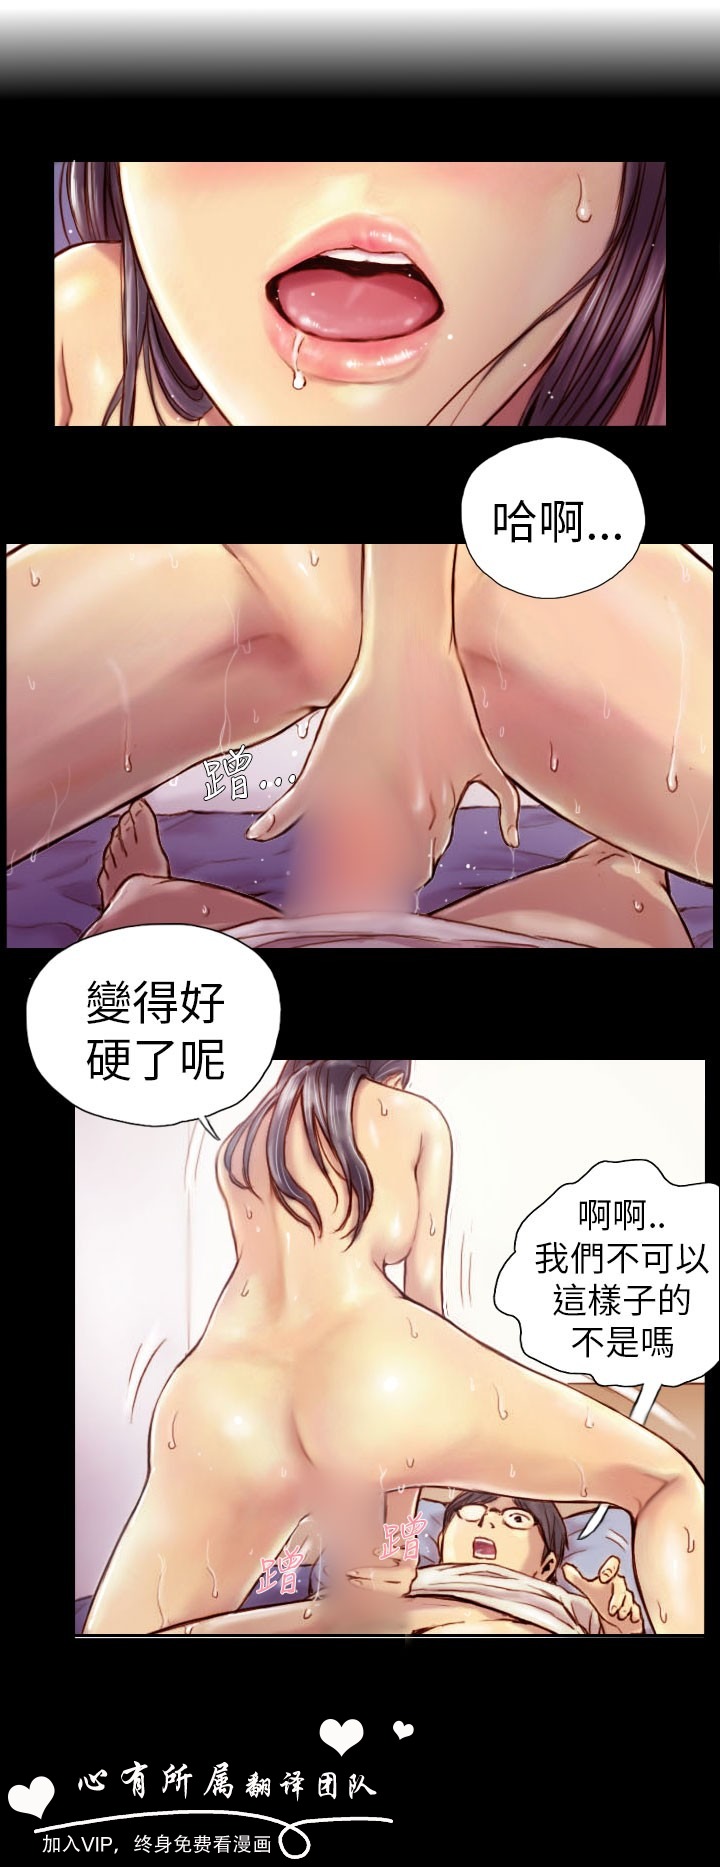 哈啊...
蹭...
變得好
硬了呢
啊啊..
我們不可以
這樣子的
不是嗎
蹭
蹭
心有所属翻译团队
加入VIP，终身免费看漫画